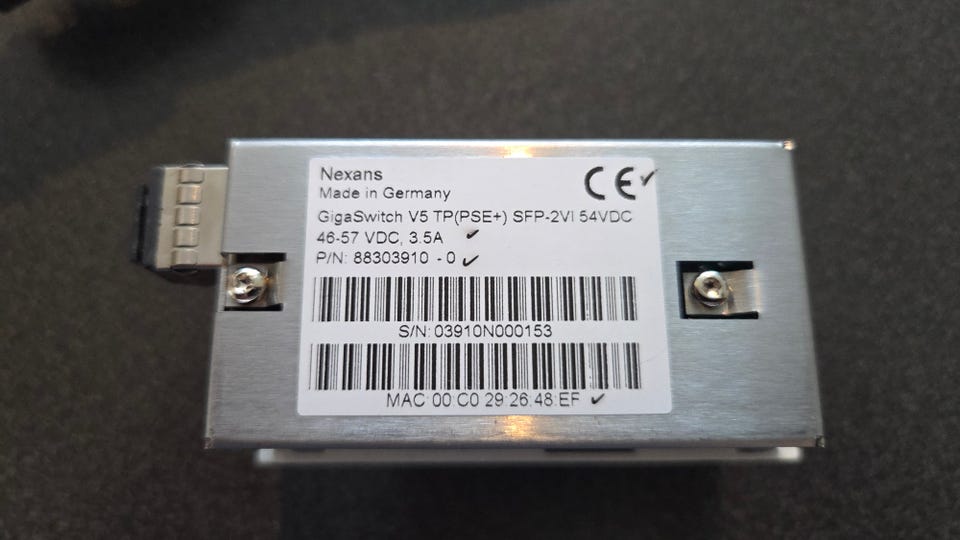 Nexans
Made in Germany
CE
GigaSwitch V5 TP(PSE+) SFP-2VI 54VDC
46-57 VDC, 3.5A
P/N: 88303910 - 0
S/N: 03910N000153
MAC: 00 C0 29 26 48 EF